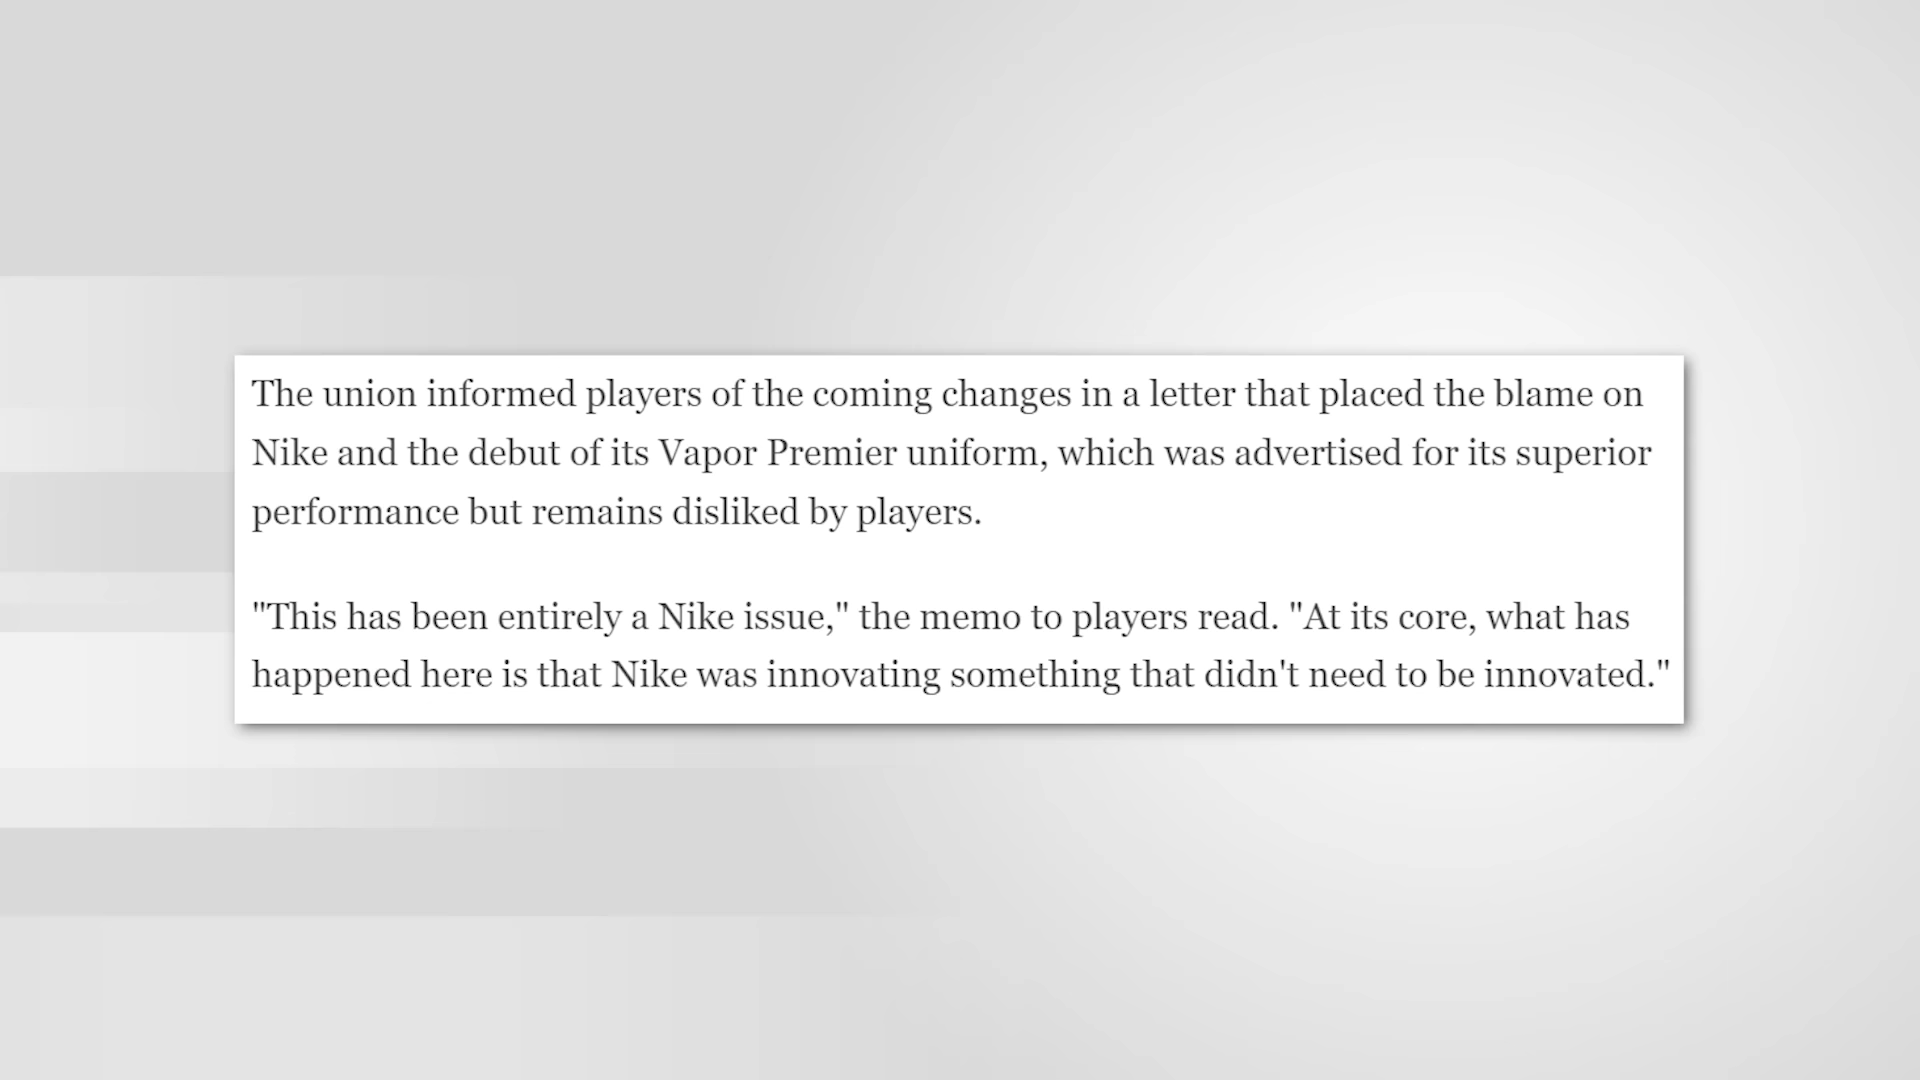 The union informed players of the coming changes in a letter that placed the blame on
Nike and the debut of its Vapor Premier uniform, which was advertised for its superior
performance but remains disliked by players.
"This has been entirely a Nike issue," the memo to players read. "At its core, what has
happened here is that Nike was innovating something that didn't need to be innovated."